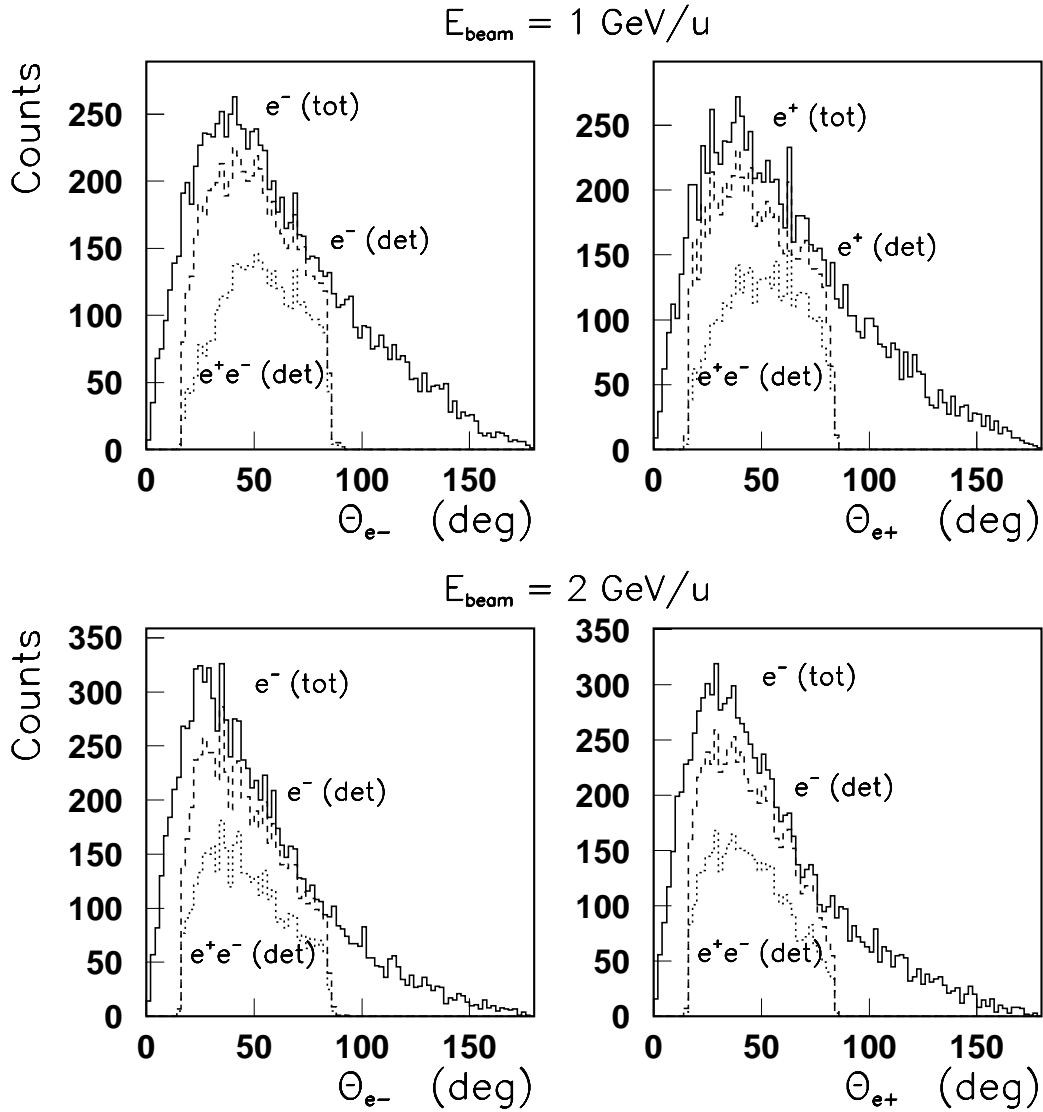 E_beam = 1 GeV/u
Counts
250
200
150
100
50
0
0 50 100 150
Θ_e− (deg)
e⁻ (tot)
e⁻ (det)
e⁺e⁻ (det)
250
200
150
100
50
0
0 50 100 150
Θ_e+ (deg)
e⁺ (tot)
e⁺ (det)
e⁺e⁻ (det)
E_beam = 2 GeV/u
Counts
350
300
250
200
150
100
50
0
0 50 100 150
Θ_e− (deg)
e⁻ (tot)
e⁻ (det)
e⁺e⁻ (det)
350
300
250
200
150
100
50
0
0 50 100 150
Θ_e+ (deg)
e⁻ (tot)
e⁻ (det)
e⁺e⁻ (det)